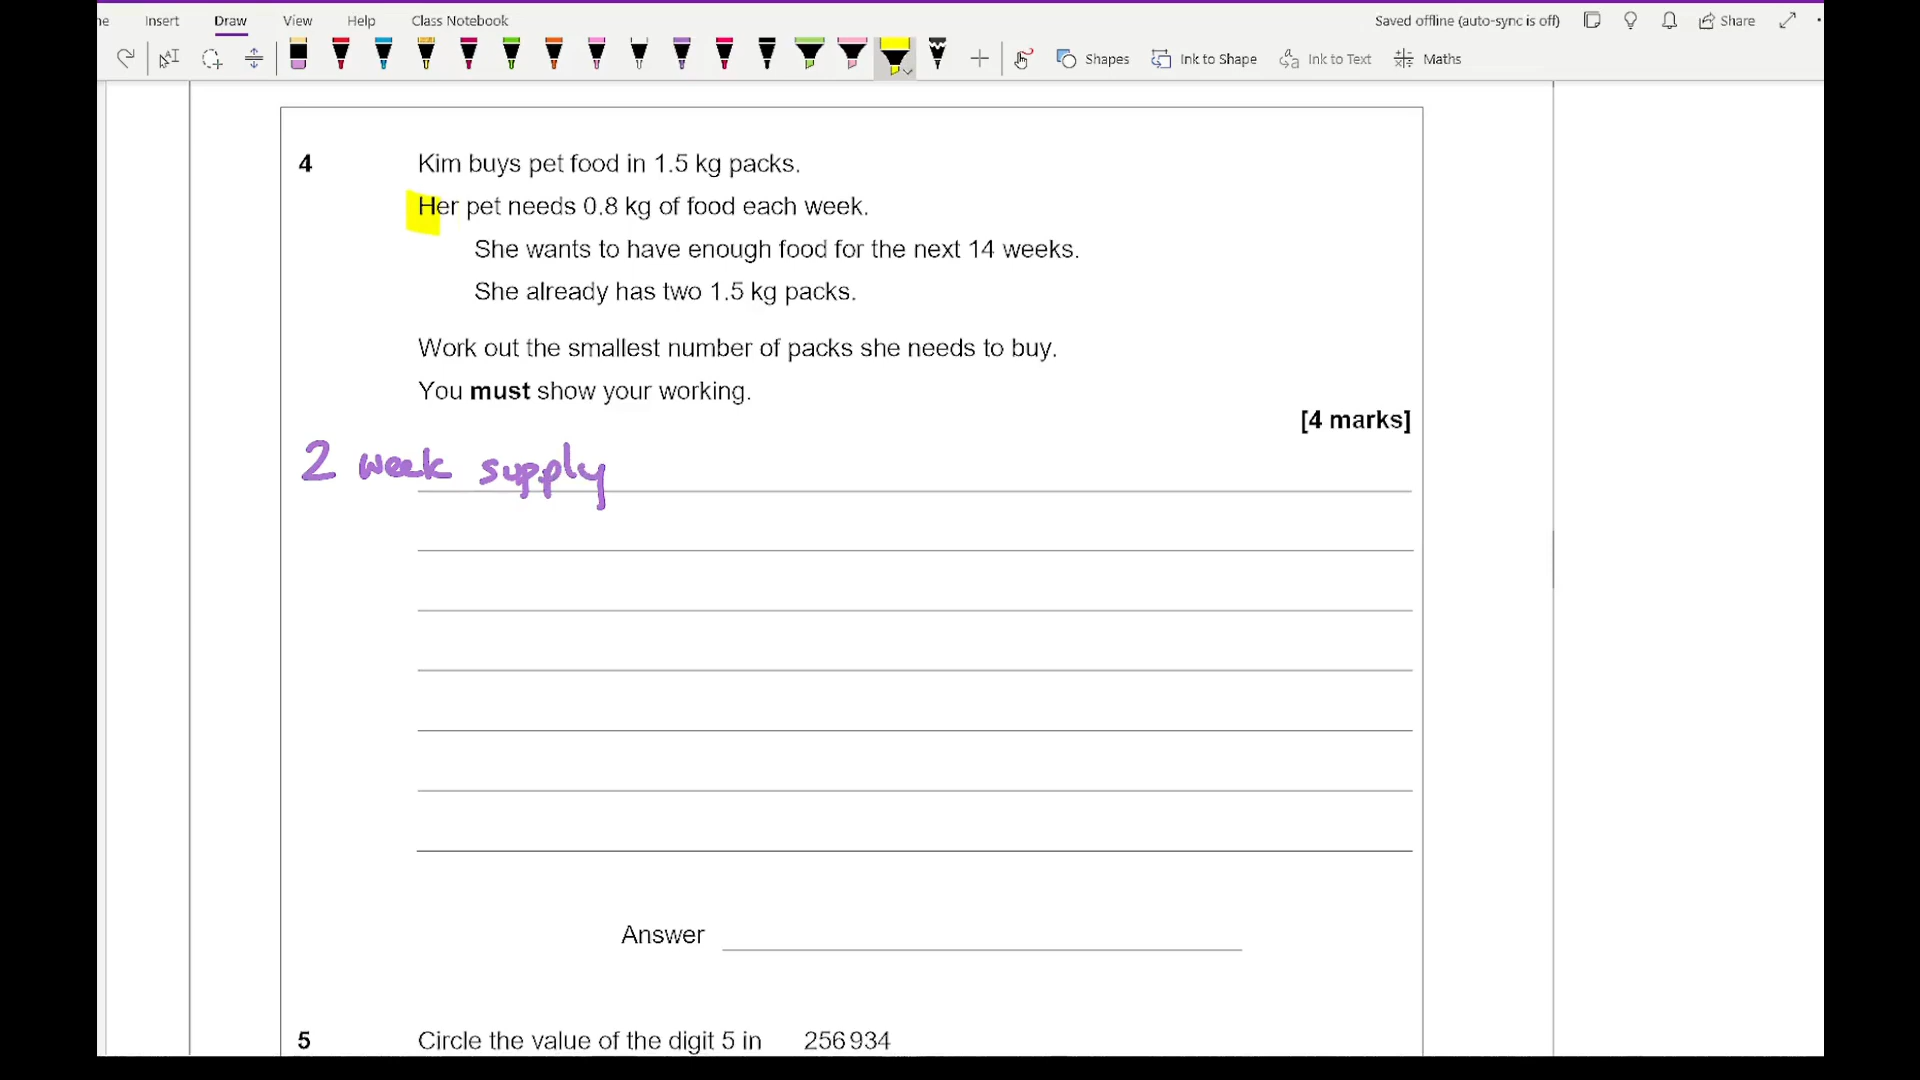 ne Insert Draw View Help Class Notebook Saved offline (auto-sync is off) Share
Shapes Ink to Shape Ink to Text Maths
4 Kim buys pet food in 1.5 kg packs.
Her pet needs 0.8 kg of food each week.
She wants to have enough food for the next 14 weeks.
She already has two 1.5 kg packs.
Work out the smallest number of packs she needs to buy.
You must show your working.
[4 marks]
2 week supply
Answer
5 Circle the value of the digit 5 in 256 934